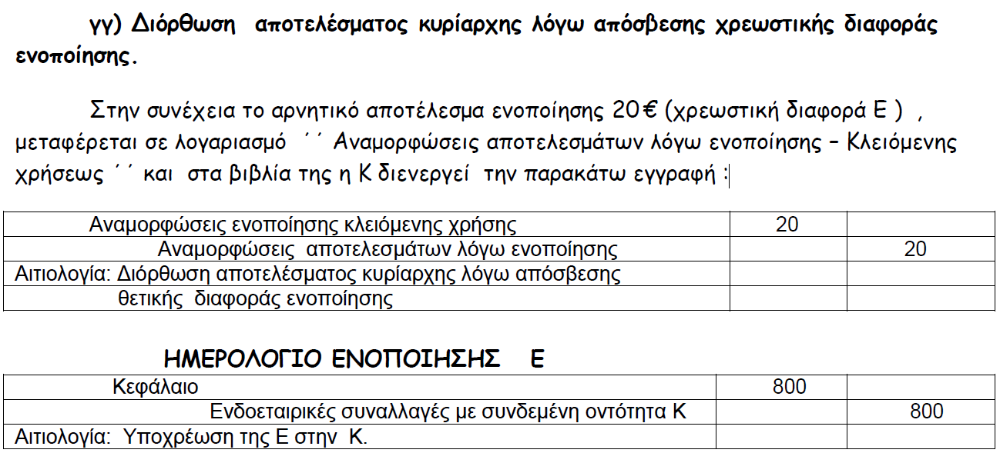 γγ) Διόρθωση αποτελέσματος κυρίαρχης λόγω απόσβεσης χρεωστικής διαφοράς
ενοποίησης.
Στην συνέχεια το αρνητικό αποτέλεσμα ενοποίησης 20€ (χρεωστική διαφορά Ε ) ,
μεταφέρεται σε λογαριασμό ΄΄ Αναμορφώσεις αποτελεσμάτων λόγω ενοποίησης – Κλειόμενης
χρήσεως ΄΄ και στα βιβλία της η Κ διενεργεί την παρακάτω εγγραφή :
Αναμορφώσεις ενοποίησης κλειόμενης χρήσης 20
Αναμορφώσεις αποτελεσμάτων λόγω ενοποίησης 20
Αιτιολογία: Διόρθωση αποτελέσματος κυρίαρχης λόγω απόσβεσης
θετικής διαφοράς ενοποίησης
ΗΜΕΡΟΛΟΓΙΟ ΕΝΟΠΟΙΗΣΗΣ Ε
Κεφάλαιο 800
Ενδοεταιρικές συναλλαγές με συνδεμένη οντότητα Κ 800
Αιτιολογία: Υποχρέωση της Ε στην Κ.